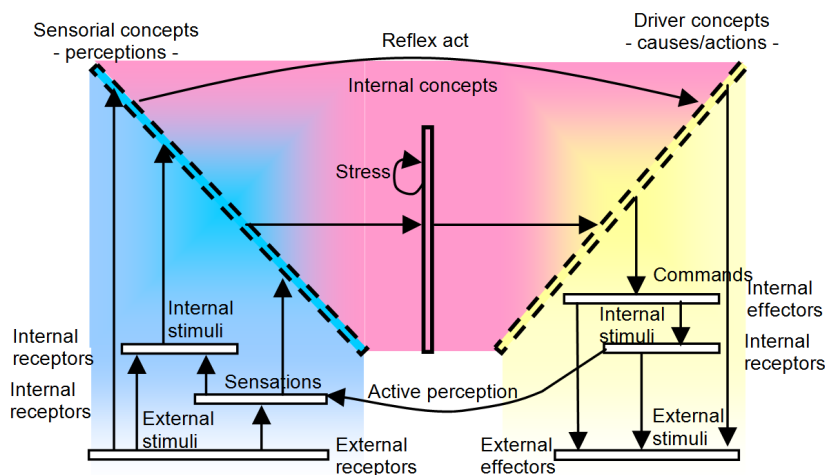 Sensorial concepts
- perceptions -
Reflex act
Driver concepts
- causes/actions -
Internal concepts
Stress
Commands
Internal
effectors
Internal
stimuli
Internal
stimuli
Internal
receptors
Internal
receptors
Internal
receptors
Sensations
Active perception
External
stimuli
External
stimuli
External
receptors
External
effectors